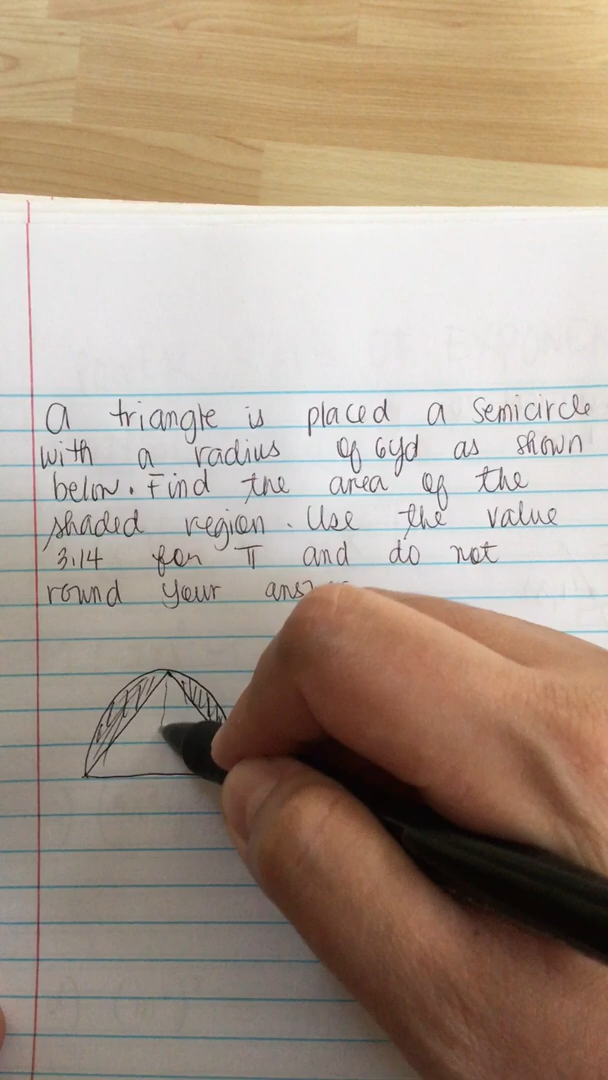 a triangle is placed a semicircle
with a radius of 6yd as shown
below. Find the area of the
shaded region. Use the value
3.14 for π and do not
round your